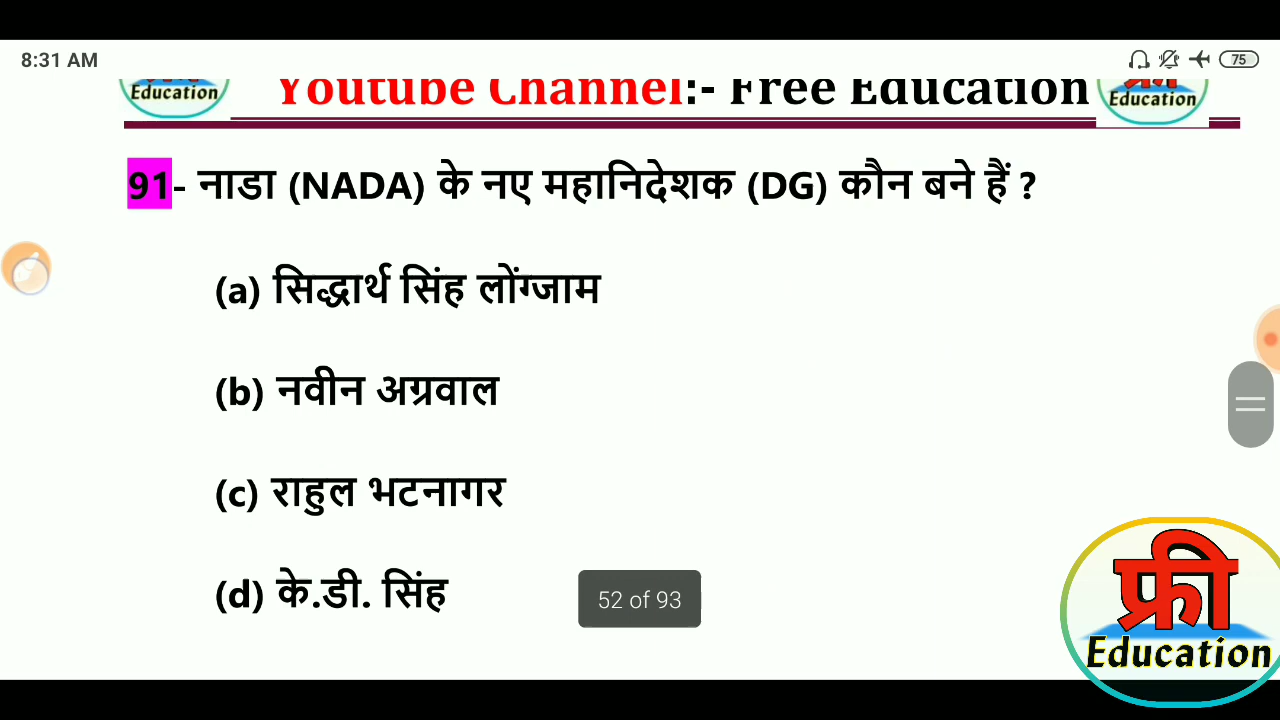 8:31 AM
75
Education
Youtube Channel:- Free Education
Education
91- नाडा (NADA) के नए महानिदेशक (DG) कौन बने हैं ?
(a) सिद्धार्थ सिंह लोंग्जाम
(b) नवीन अग्रवाल
(c) राहुल भटनागर
(d) के.डी. सिंह
52 of 93
फ्री
Education